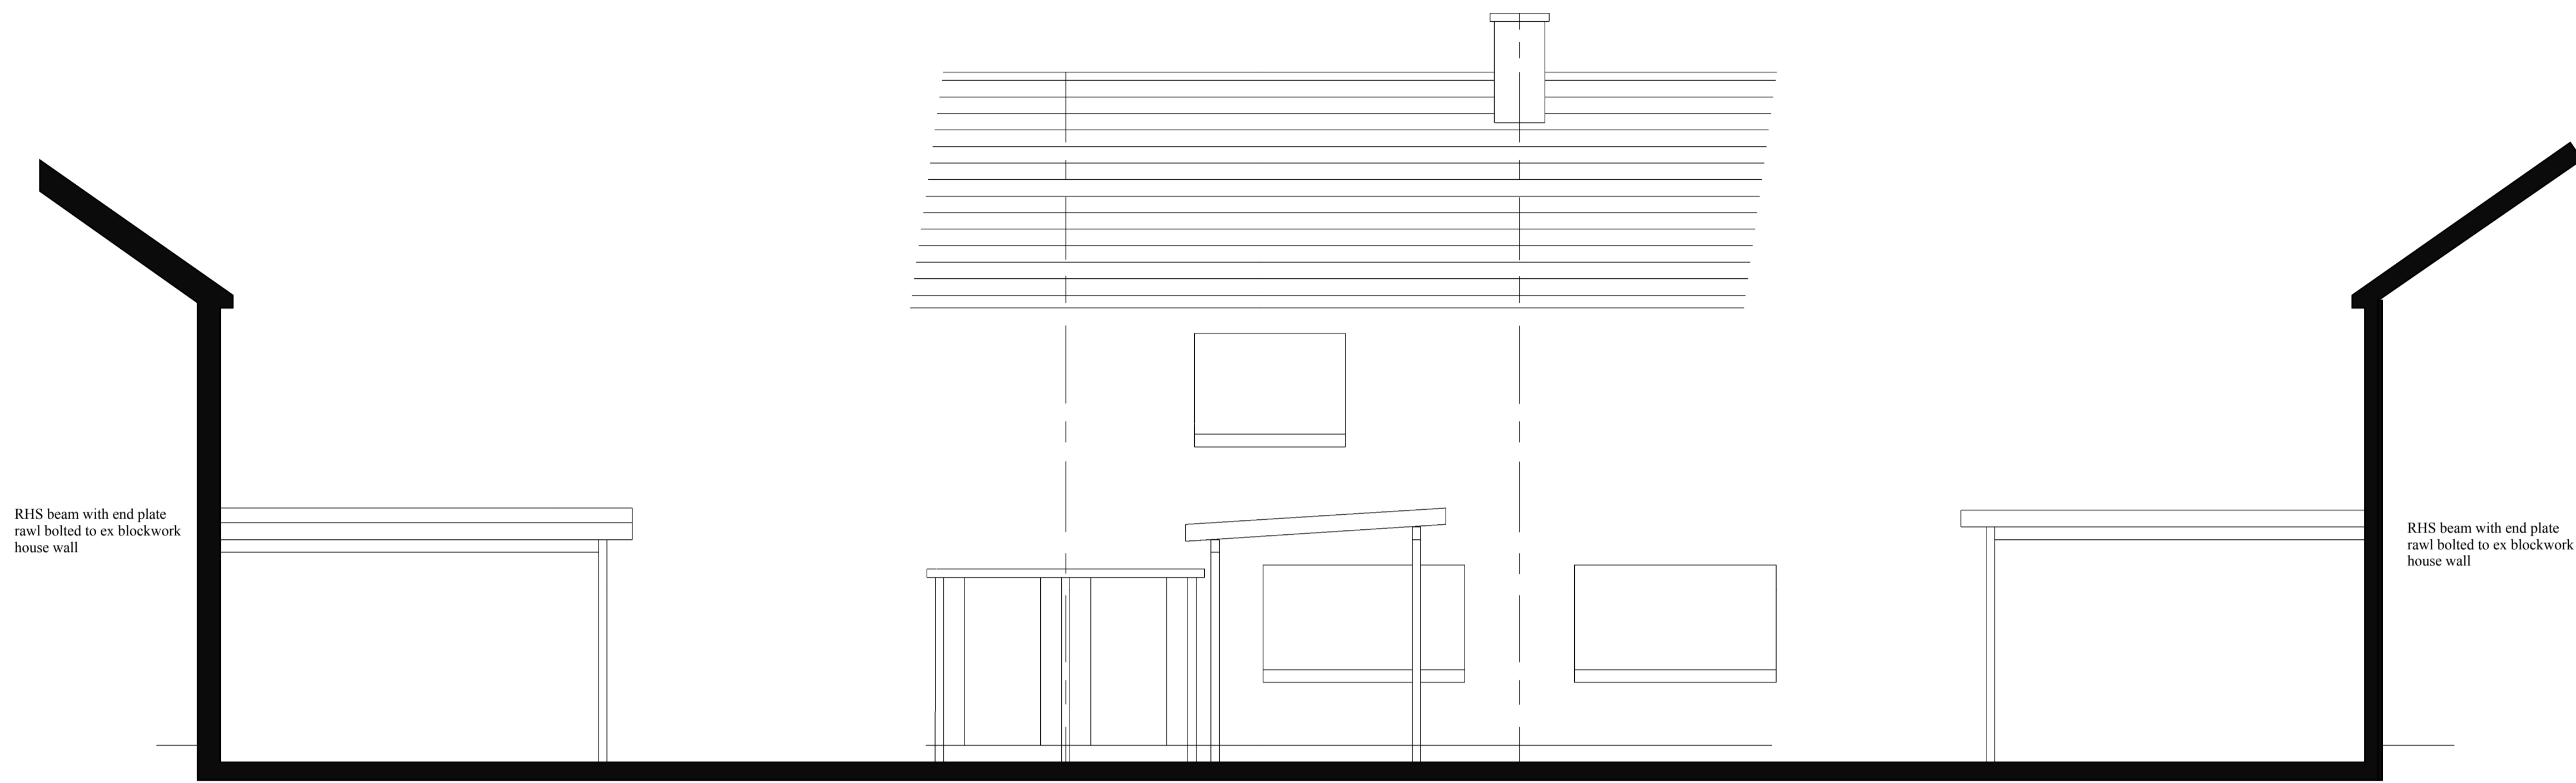 RHS beam with end plate
rawl bolted to ex blockwork
house wall
RHS beam with end plate
rawl bolted to ex blockwork
house wall